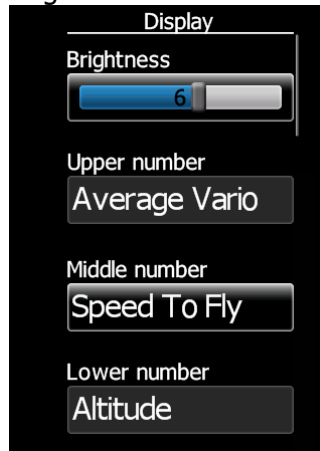 Display
Brightness
6
Upper number
Average Vario
Middle number
Speed To Fly
Lower number
Altitude